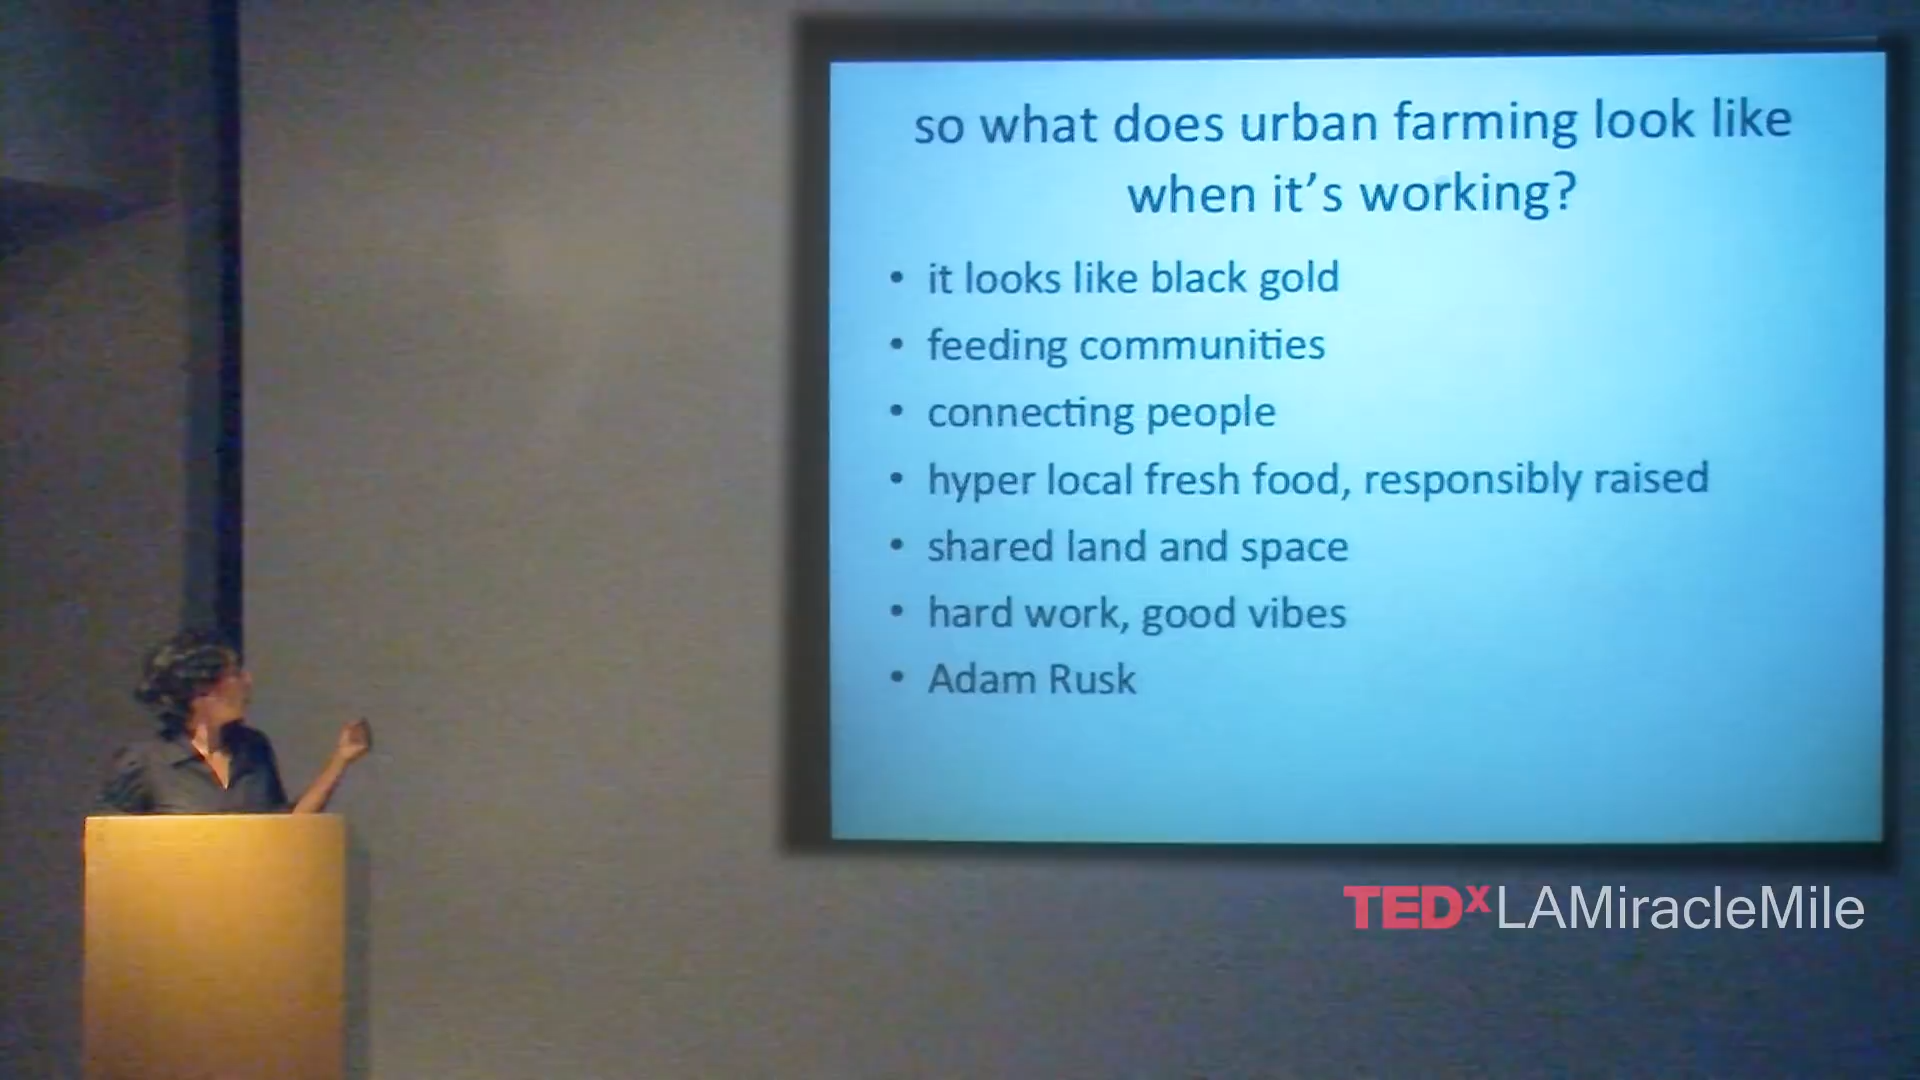 so what does urban farming look like
when it's working?
• it looks like black gold
• feeding communities
• connecting people
• hyper local fresh food, responsibly raised
• shared land and space
• hard work, good vibes
• Adam Rusk
TEDxLAMiracleMile